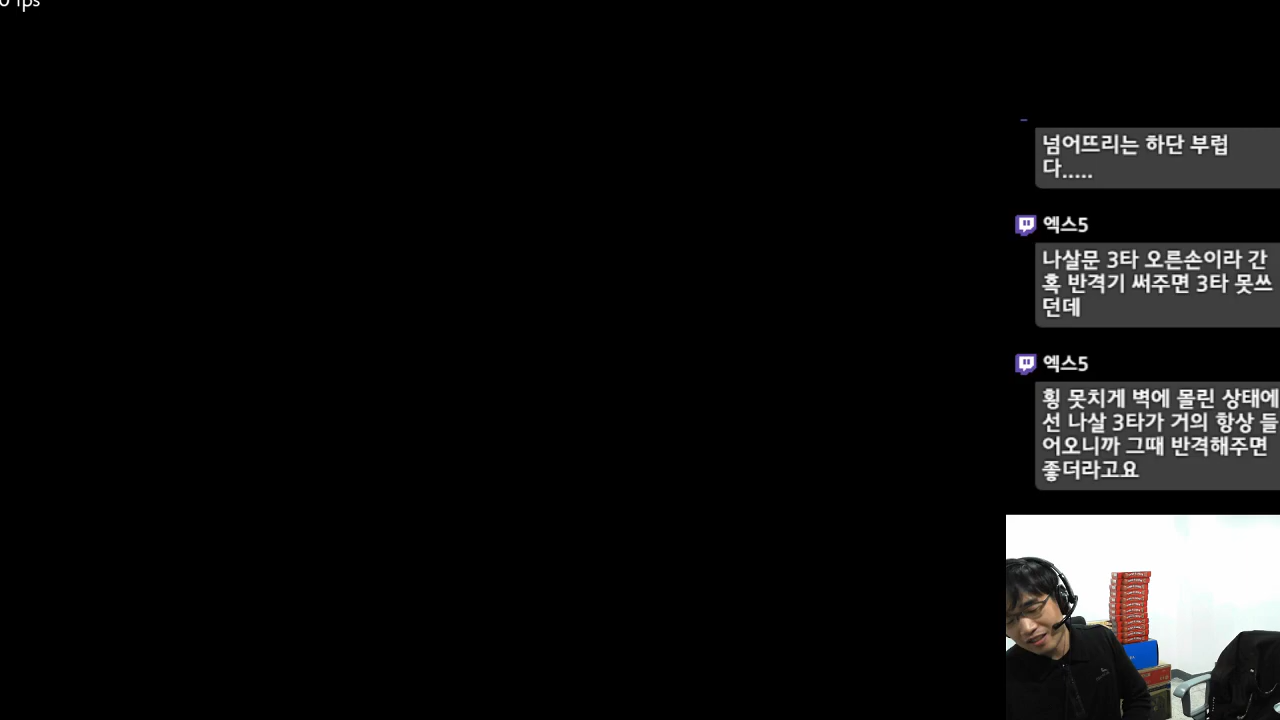 fps
넘어뜨리는 하단 부럽
다.....
엑스5
나살문 3타 오른손이라 간
혹 반격기 써주면 3타 못쓰
던데
엑스5
횡 못치게 벽에 몰린 상태에
선 나살 3타가 거의 항상 들
어오니까 그때 반격해주면
좋더라고요